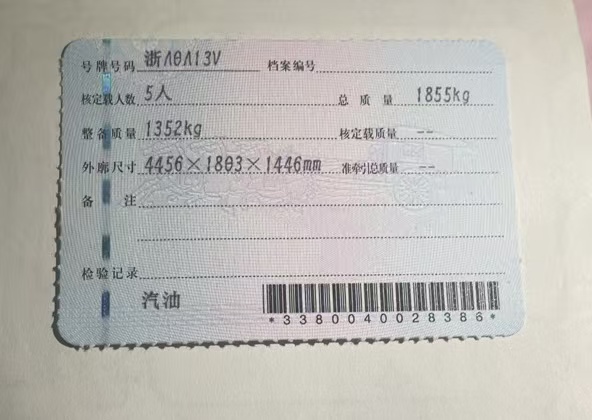 号牌号码 浙A0A13V 档案编号
核定载人数 5人 总质量 1855kg
整备质量 1352kg 核定载质量 --
外廓尺寸 4456×1803×1446mm 准牵引总质量 --
备注
检验记录
汽油
*3380040028386*